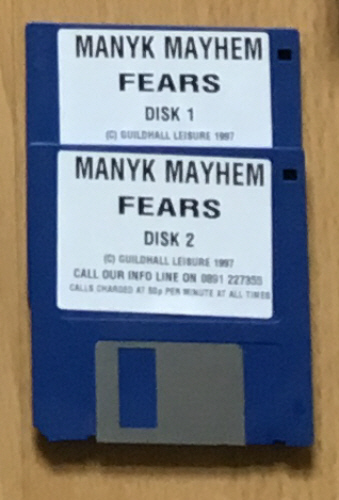 MANYK MAYHEM
FEARS
DISK 1
(C) GUILDHALL LEISURE 1997
MANYK MAYHEM
FEARS
DISK 2
(C) GUILDHALL LEISURE 1997
CALL OUR INFO LINE ON 0891 227355
CALLS CHARGED AT 50p PER MINUTE AT ALL TIMES